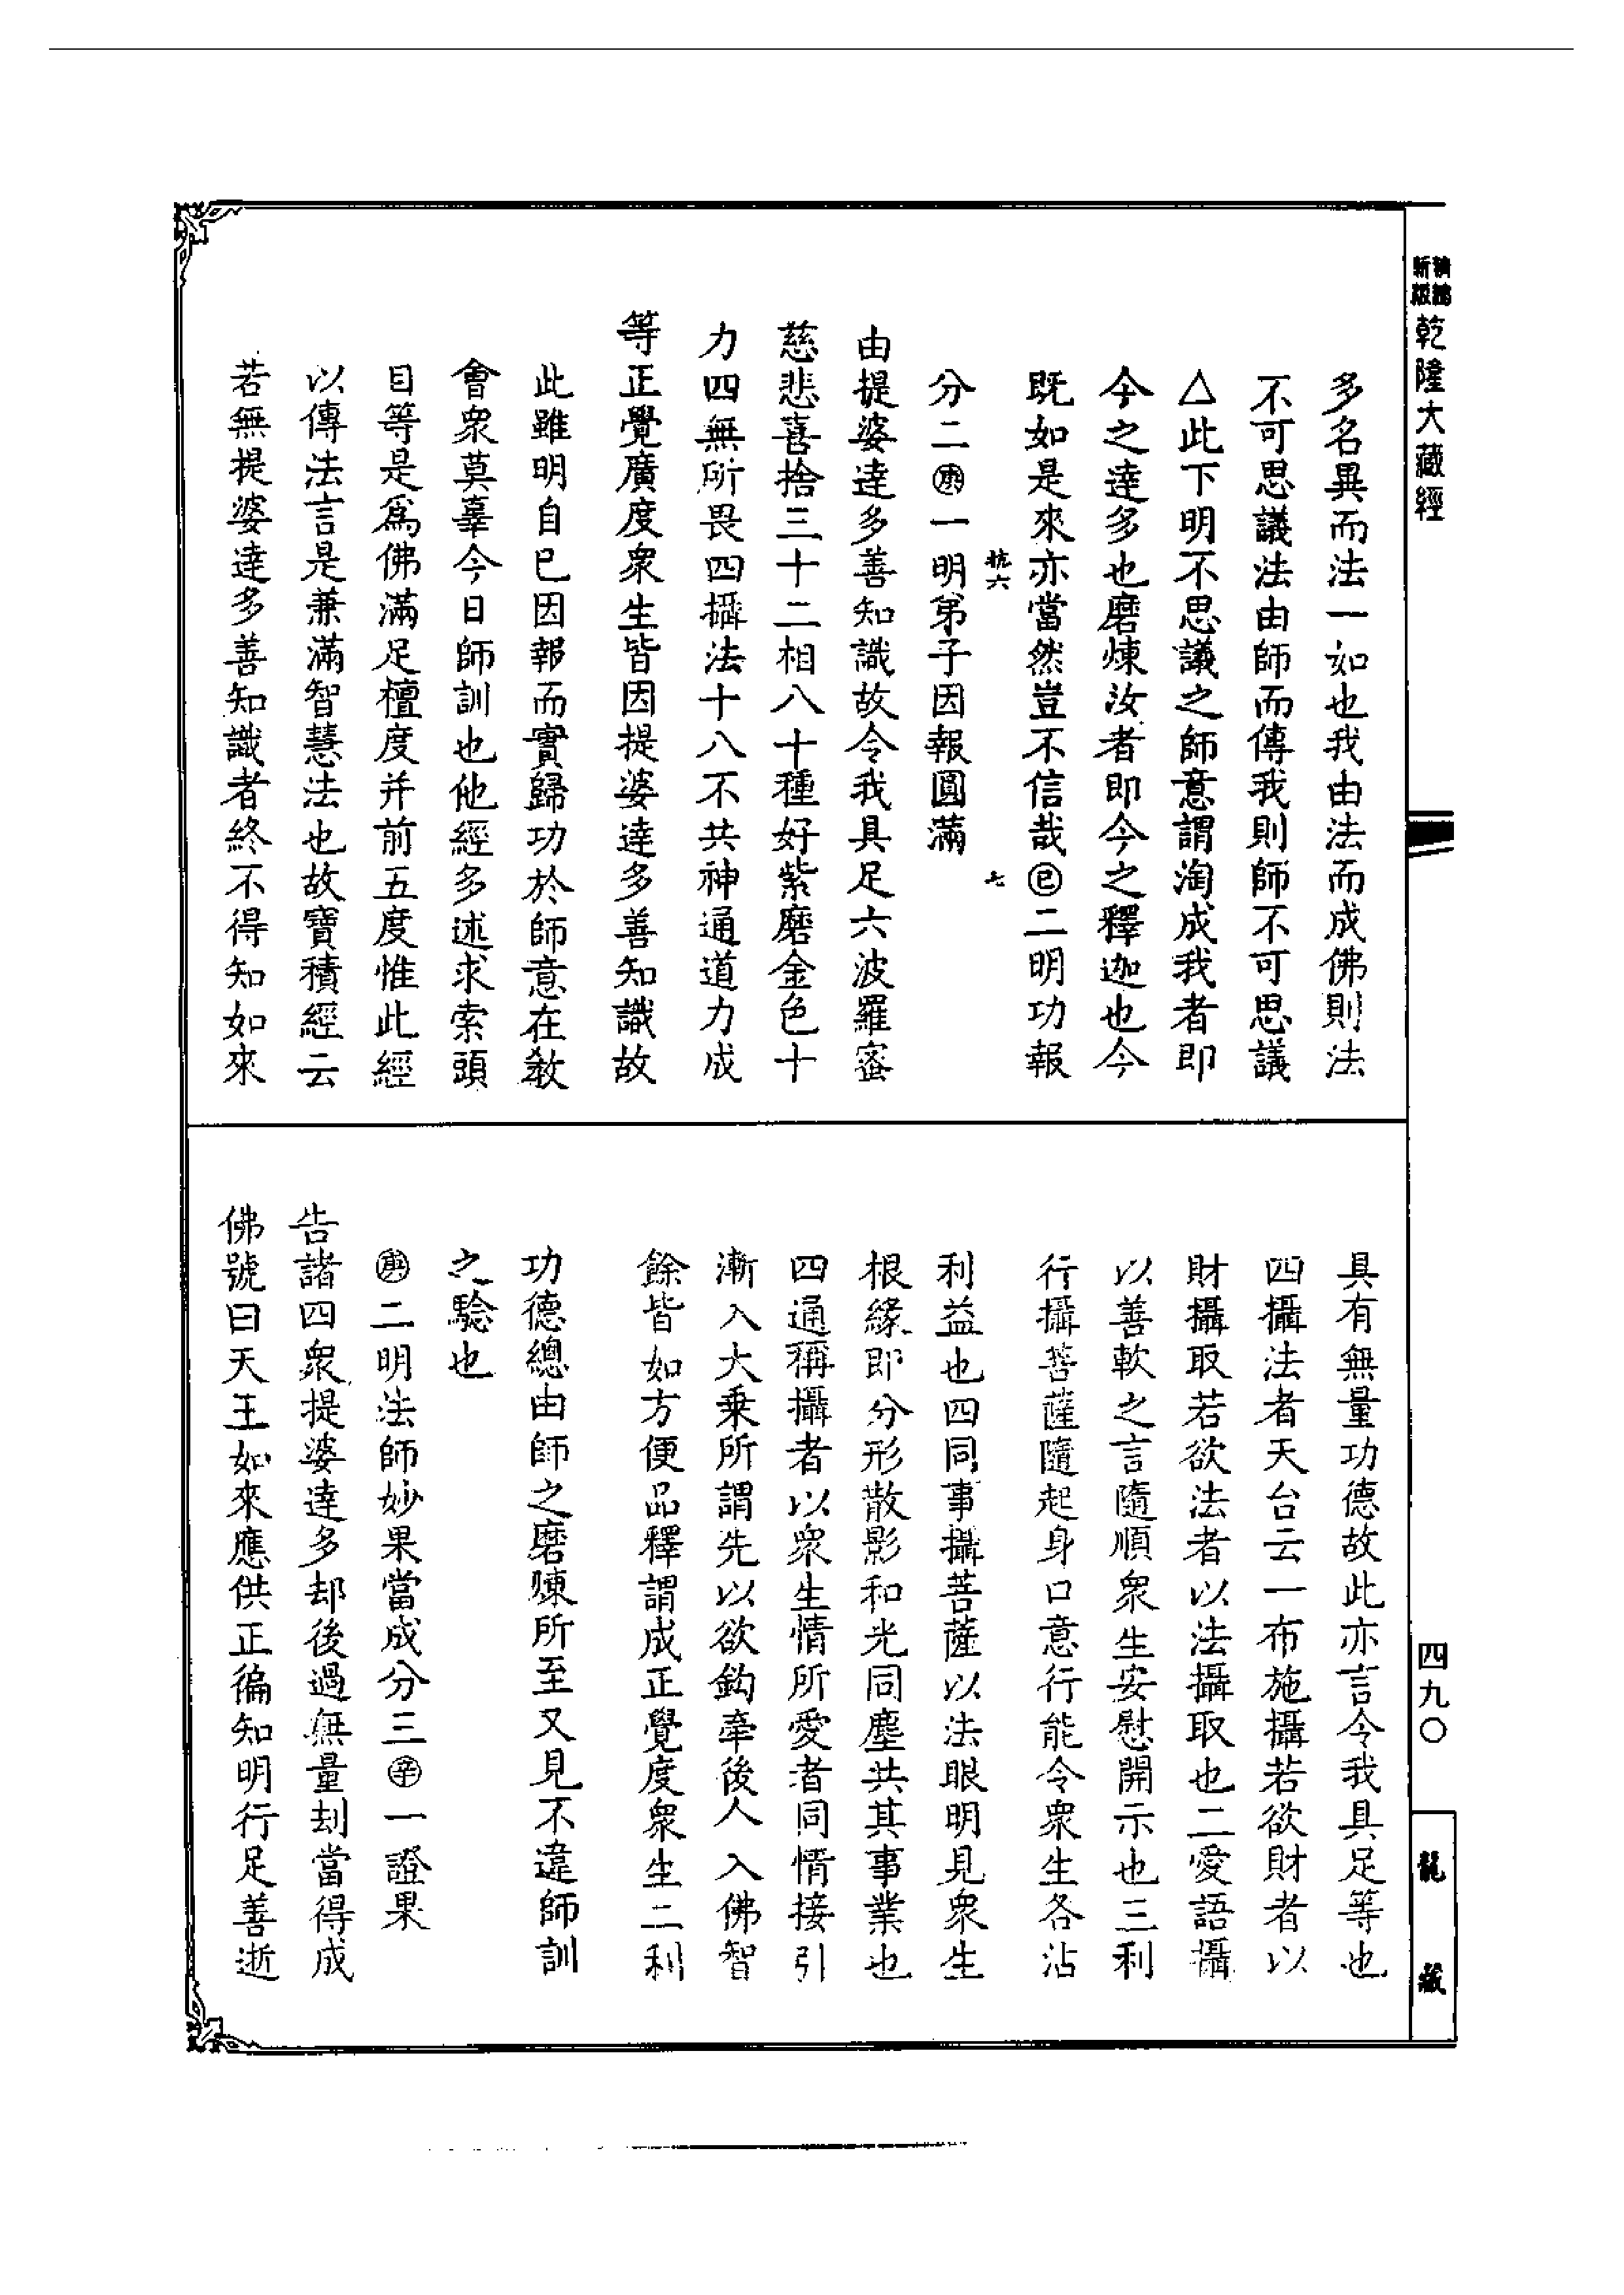 乾隆大藏經
多名異而法一如也我由法而成佛則法
不可思議法由師而傳我則師不可思議
△此下明不思議之師意謂淘成我者即
今之達多也磨煉汝者即今之釋迦也今
既如是來亦當然豈不信哉㊁二明功報
抗六
七
分二㊄一明弟子因報圓滿
由提婆達多善知識故令我具足六波羅蜜
慈悲喜捨三十二相八十種好紫磨金色十
力四無所畏四攝法十八不共神通道力成
等正覺廣度衆生皆因提婆達多善知識故
此雖明自已因報而實歸功於師意在教
會衆莫辜今日師訓也他經多述求索頭
目等是爲佛滿足檀度并前五度惟此經
以傳法言是兼滿智慧法也故寶積經云
若無提婆達多善知識者終不得知如來
具有無量功德故此亦言令我具足等也
四攝法者天台云一布施攝若欲財者以
財攝取若欲法者以法攝取也二愛語攝
以善軟之言隨順衆生安慰開示也三利
行攝菩薩隨起身口意行能令衆生各沾
利益也四同事攝菩薩以法眼明見衆生
根緣即分形散影和光同塵共其事業也
四通稱攝者以衆生情所愛者同情接引
漸入大乗所謂先以欲鈎牽後人入佛智
餘皆如方便品釋謂成正覺度衆生二利
功德總由師之磨煉所至又見不違師訓
之驗也
二明法師妙果當成分三㊛一證果
告諸四衆提婆達多却後過無量刧當得成
佛號曰天王如來應供正徧知明行足善逝
四九〇
龍藏